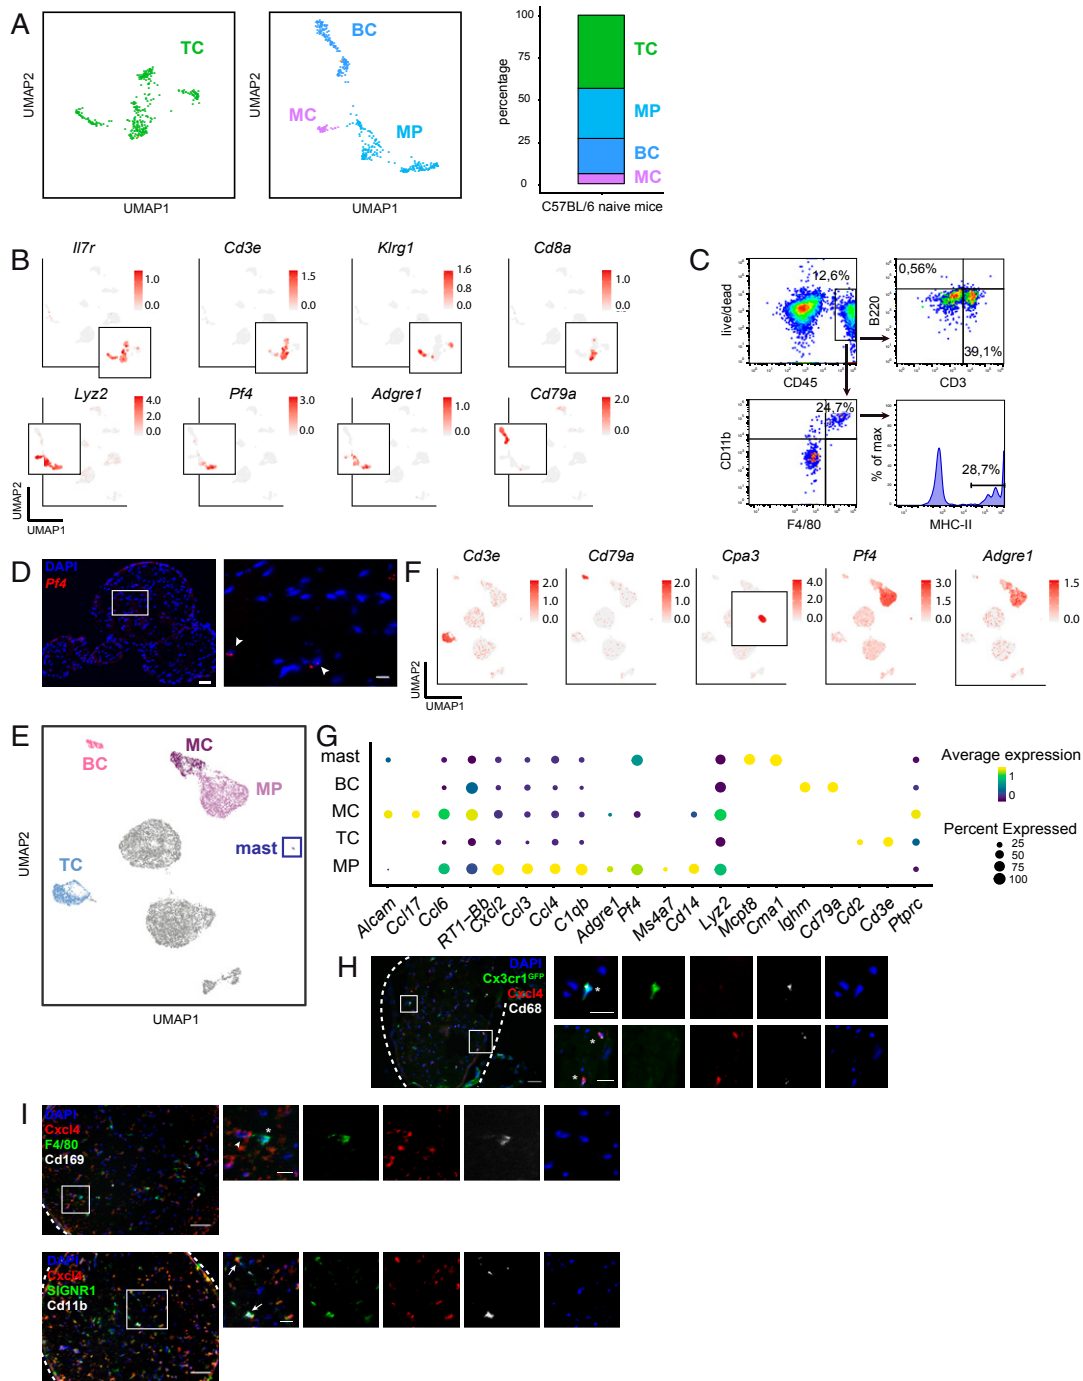 A
UMAP2
TC
UMAP1
BC
MC
MP
UMAP1
UMAP2
percentage
100
75
50
25
0
TC
MP
BC
MC
C57BL/6 naive mice
B
Il7r
1.0
0.0
Cd3e
1.5
0.0
Klrg1
1.6
0.8
0.0
Cd8a
1.0
0.0
Lyz2
4.0
2.0
0.0
Pf4
3.0
0.0
Adgre1
1.0
0.0
Cd79a
2.0
0.0
UMAP2
UMAP1
C
12,6%
live/dead
CD45
0,56%
B220
39,1%
CD3
24,7%
CD11b
F4/80
% of max
28,7%
MHC-II
D
DAPI
Pf4
F
Cd3e
2.0
1.0
0.0
Cd79a
2.0
1.0
0.0
Cpa3
4.0
2.0
0.0
Pf4
3.0
2.0
1.0
0.0
Adgre1
1.5
0.0
UMAP2
UMAP1
E
BC
MC
MP
mast
TC
UMAP2
UMAP1
G
mast
BC
MC
TC
MP
Alcam
Ccl17
Ccl6
RT1-Bb
Cxcl2
Ccl3
Ccl4
C1qb
Adgre1
Pf4
Ms4a7
Cd14
Lyz2
Mcpt8
Cma1
Ighm
Cd79a
Cd2
Cd3e
Ptprc
Average expression
1
0
Percent Expressed
25
50
75
100
H
DAPI
Cx3cr1GFP
Cxcl4
Cd68
*
*
*
I
DAPI
Cxcl4
F4/80
Cd169
*
DAPI
Cxcl4
SIGNR1
Cd11b